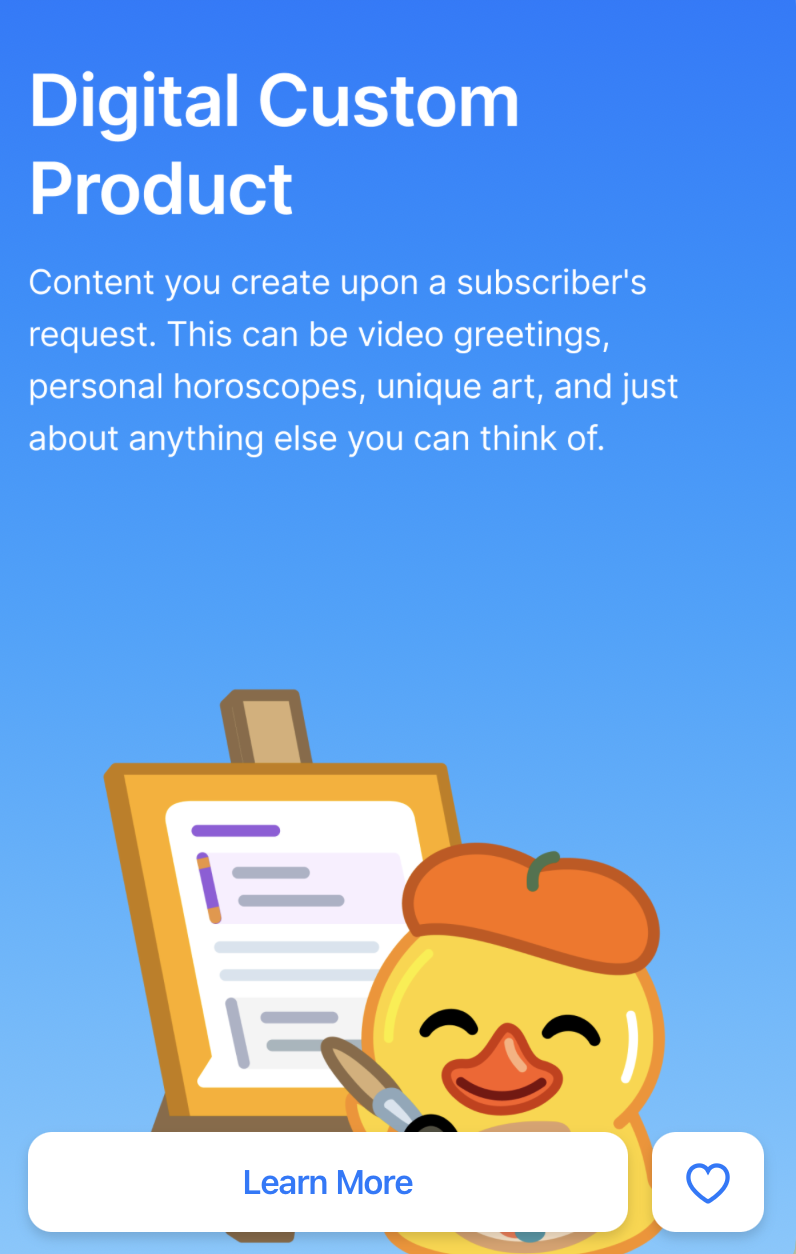 Digital Custom
Product
Content you create upon a subscriber's
request. This can be video greetings,
personal horoscopes, unique art, and just
about anything else you can think of.
Learn More